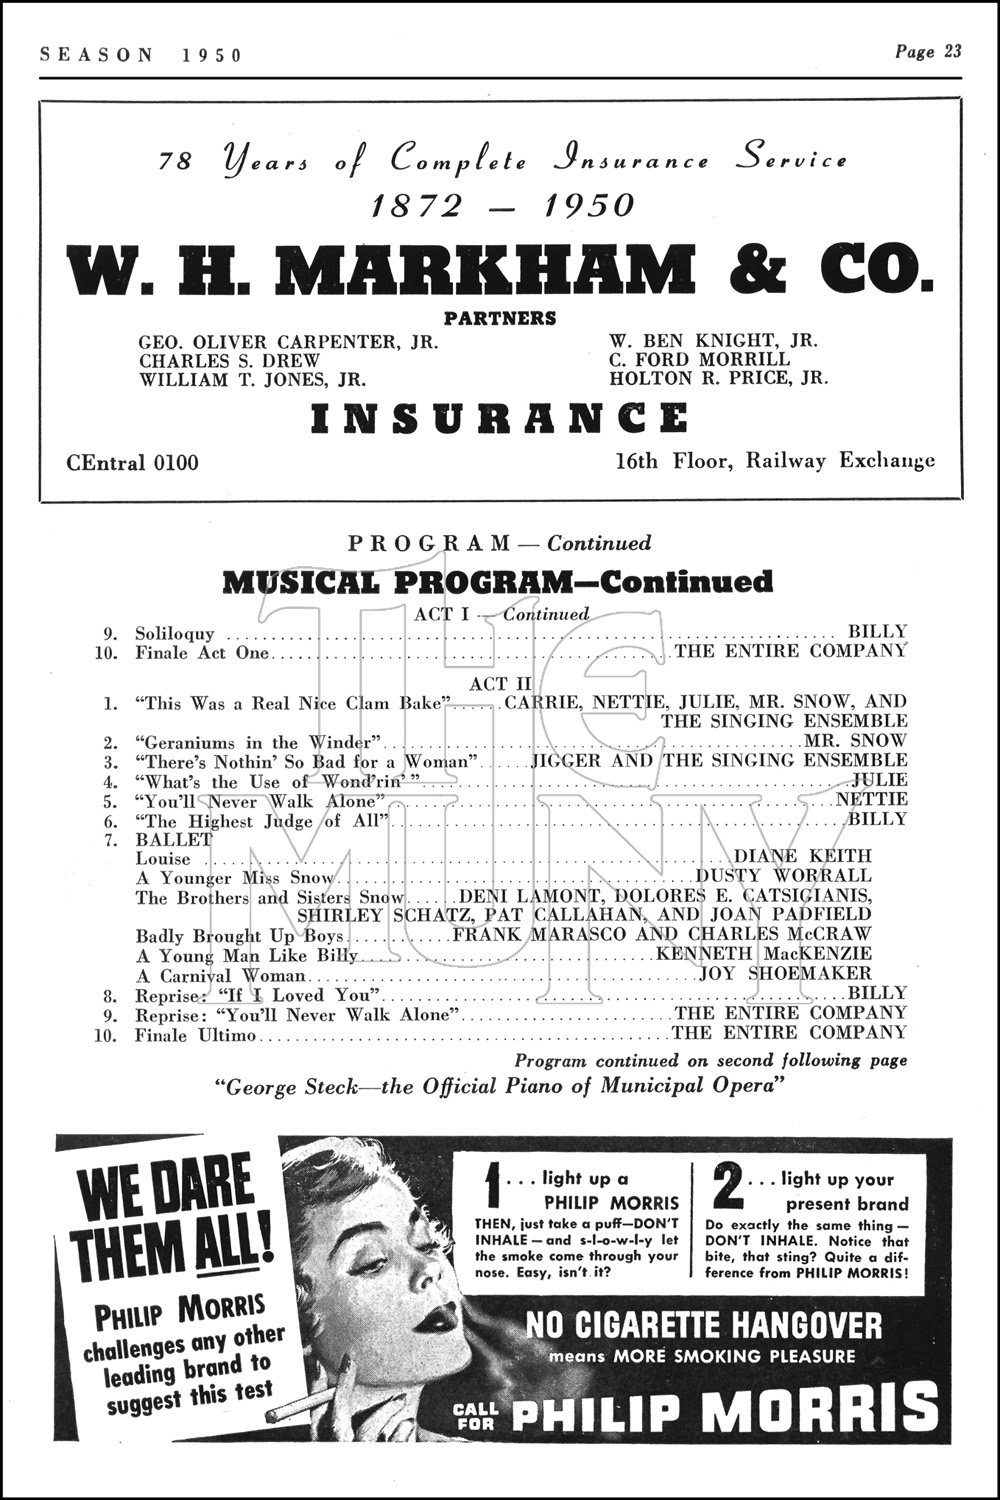 SEASON 1950
Page 23
78 Years of Complete Insurance Service
1872 — 1950
W. H. MARKHAM & CO.
PARTNERS
GEO. OLIVER CARPENTER, JR.
CHARLES S. DREW
WILLIAM T. JONES, JR.
W. BEN KNIGHT, JR.
C. FORD MORRILL
HOLTON R. PRICE, JR.
INSURANCE
CEntral 0100
16th Floor, Railway Exchange
PROGRAM — Continued
MUSICAL PROGRAM—Continued
ACT I — Continued
9. Soliloquy ........ BILLY
10. Finale Act One ........ THE ENTIRE COMPANY
ACT II
1. “This Was a Real Nice Clam Bake” ...... CARRIE, NETTIE, JULIE, MR. SNOW, AND
THE SINGING ENSEMBLE
2. “Geraniums in the Winder” ........ MR. SNOW
3. “There's Nothin' So Bad for a Woman” ...... JIGGER AND THE SINGING ENSEMBLE
4. “What's the Use of Wond'rin' ” ........ JULIE
5. “You'll Never Walk Alone” ........ NETTIE
6. “The Highest Judge of All” ........ BILLY
7. BALLET
Louise ........ DIANE KEITH
A Younger Miss Snow ........ DUSTY WORRALL
The Brothers and Sisters Snow ...... DENI LAMONT, DOLORES E. CATSIGIANIS,
SHIRLEY SCHATZ, PAT CALLAHAN, AND JOAN PADFIELD
Badly Brought Up Boys ........ FRANK MARASCO AND CHARLES McCRAW
A Young Man Like Billy ........ KENNETH MacKENZIE
A Carnival Woman ........ JOY SHOEMAKER
8. Reprise: “If I Loved You” ........ BILLY
9. Reprise: “You'll Never Walk Alone” ........ THE ENTIRE COMPANY
10. Finale Ultimo ........ THE ENTIRE COMPANY
Program continued on second following page
“George Steck—the Official Piano of Municipal Opera”
THE
MUNY
WE DARE
THEM ALL!
PHILIP MORRIS
challenges any other
leading brand to
suggest this test
1 ... light up a
PHILIP MORRIS
THEN, just take a puff—DON'T
INHALE — and s-l-o-w-l-y let
the smoke come through your
nose. Easy, isn't it?
2 ... light up your
present brand
Do exactly the same thing —
DON'T INHALE. Notice that
bite, that sting? Quite a dif-
ference from PHILIP MORRIS!
NO CIGARETTE HANGOVER
means MORE SMOKING PLEASURE
CALL
FOR PHILIP MORRIS